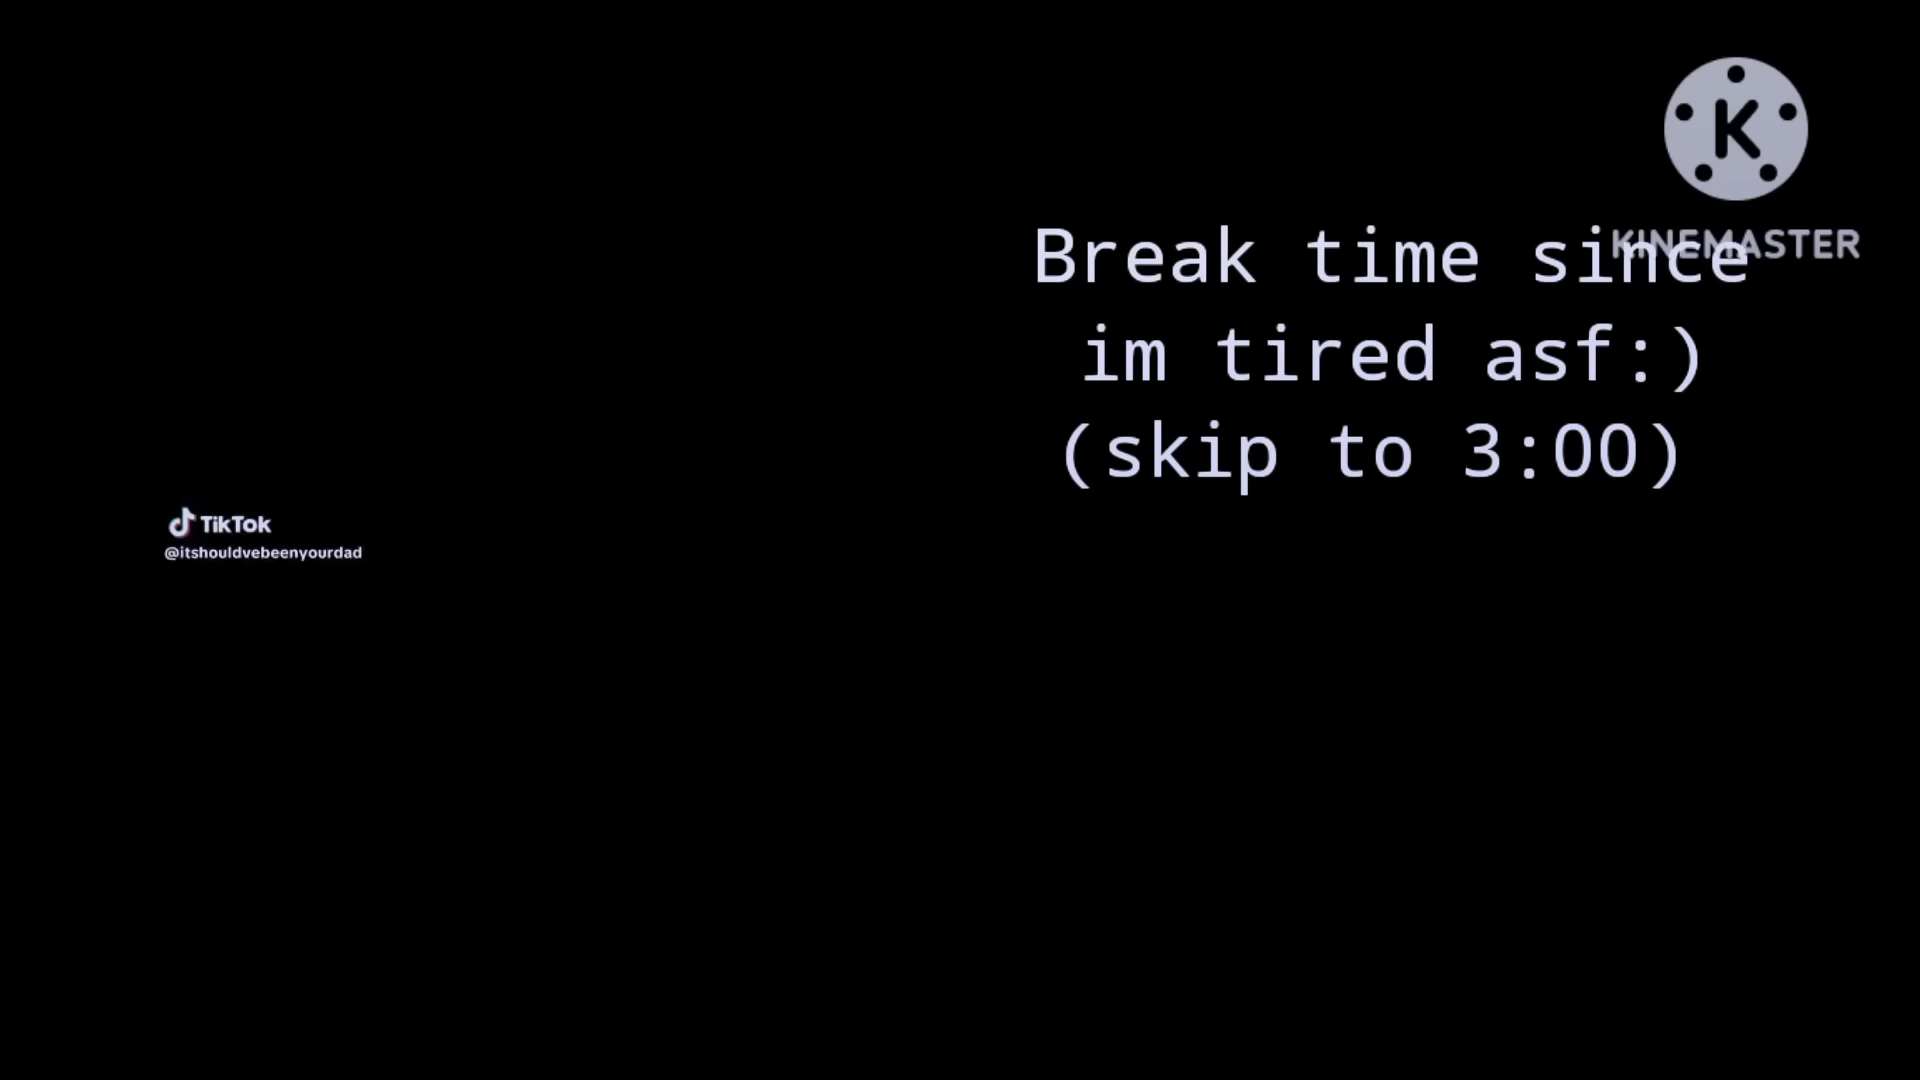 K
KINEMASTER
Break time since
im tired asf:)
(skip to 3:00)
TikTok
@itshouldvebeenyourdad